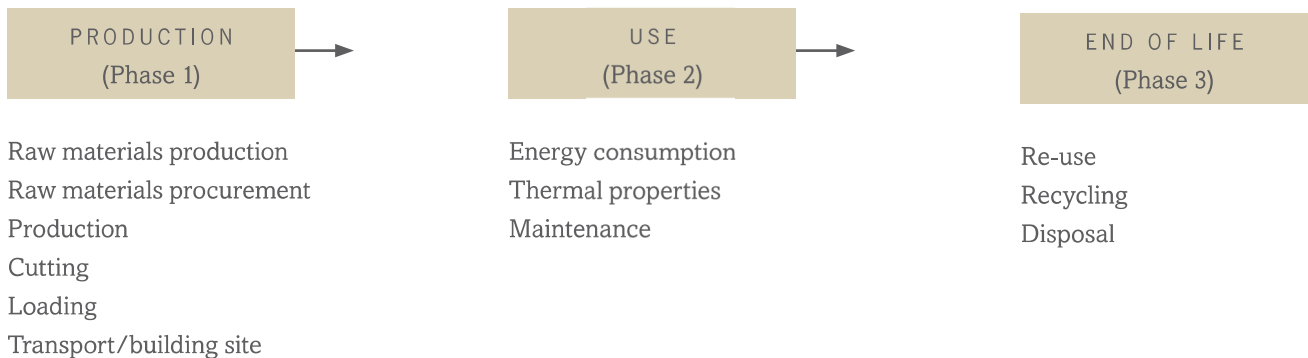 PRODUCTION
(Phase 1)
Raw materials production
Raw materials procurement
Production
Cutting
Loading
Transport/building site
USE
(Phase 2)
Energy consumption
Thermal properties
Maintenance
END OF LIFE
(Phase 3)
Re-use
Recycling
Disposal